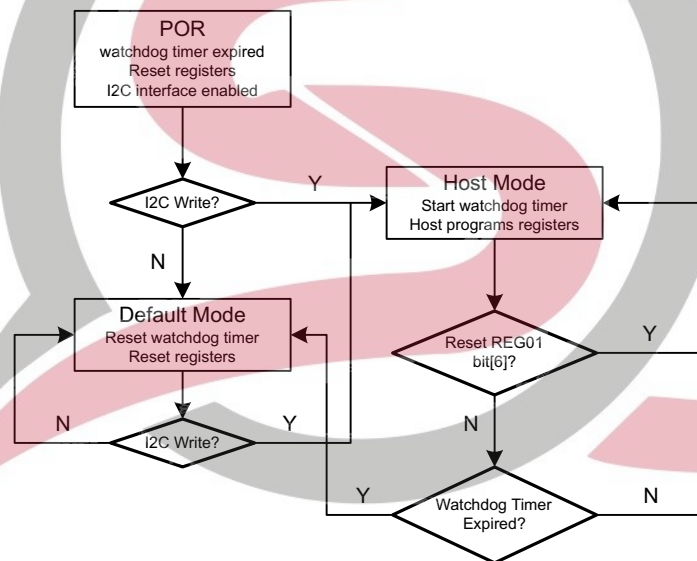 POR
watchdog timer expired
Reset registers
I2C interface enabled
I2C Write?
Y
N
Host Mode
Start watchdog timer
Host programs registers
Default Mode
Reset watchdog timer
Reset registers
Reset REG01
bit[6]?
Y
N
I2C Write?
N
Y
Watchdog Timer
Expired?
Y
N